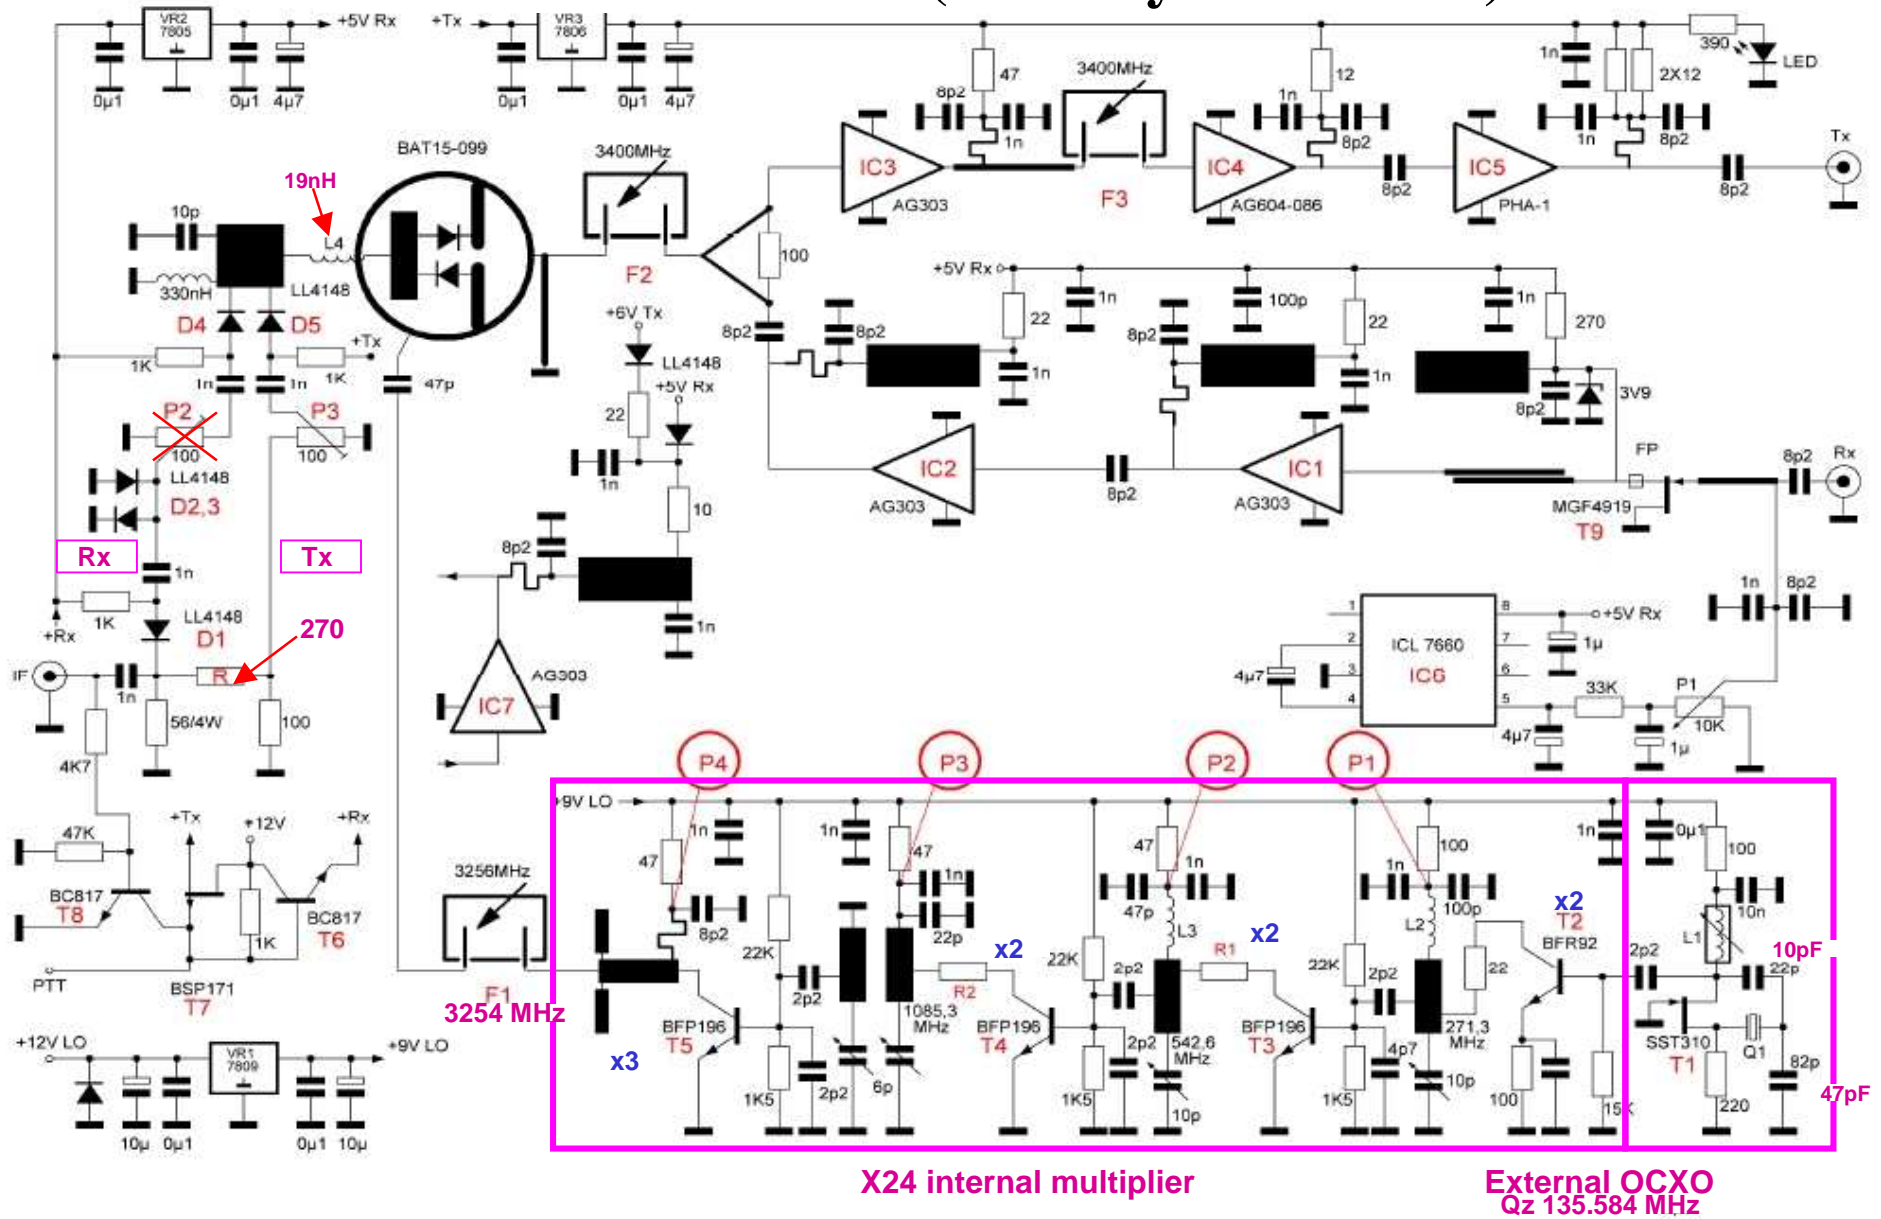 VR2
7805
+5V Rx
+Tx
VR3
7806
0µ1
0µ1
4µ7
0µ1
0µ1
4µ7
47
8p2
1n
3400MHz
12
1n
8p2
1n
2X12
1n
8p2
390
LED
Tx
BAT15-099
19nH
L4
10p
330nH
LL4148
D4
D5
3400MHz
F2
100
IC3
AG303
F3
IC4
AG604-086
8p2
IC5
PHA-1
8p2
+5V Rx
22
1n
100p
22
1n
270
+6V Tx
LL4148
+5V Rx
22
1n
10
8p2
8p2
1n
8p2
1n
8p2
3V9
+Tx
1K
1K
1n
1n
47p
P2
100
P3
100
LL4148
D2,3
Rx
Tx
1n
1K
+Rx
LL4148
D1
270
IC2
AG303
8p2
IC1
AG303
FP
MGF4919
T9
8p2
Rx
1n
8p2
8p2
1n
AG303
IC7
IF
1n
R
56/4W
100
4K7
1
2
3
4
ICL 7660
IC6
8
7
6
5
+5V Rx
1µ
4µ7
4µ7
33K
1µ
P1
10K
P4
P3
P2
P1
+9V LO
47
1n
1n
47
1n
22p
8p2
22K
2p2
47
1n
47p
L3
22K
2p2
100
1n
100p
L2
22K
2p2
22
1n
0µ1
100
10n
L1
2p2
22p
10pF
47K
BC817
T8
+Tx
+12V
+Rx
1K
BC817
T6
PTT
BSP171
T7
3256MHz
F1
3254 MHz
x3
BFP196
T5
1K5
2p2
6p
1085,3
MHz
R2
x2
BFP196
T4
1K5
2p2
542,6
MHz
10p
R1
x2
BFP196
T3
1K5
4p7
271,3
MHz
10p
x2
T2
BFR92
100
15K
SST310
T1
Q1
220
82p
47pF
+12V LO
VR1
7809
+9V LO
10µ
0µ1
0µ1
10µ
X24 internal multiplier
External OCXO
Qz 135.584 MHz